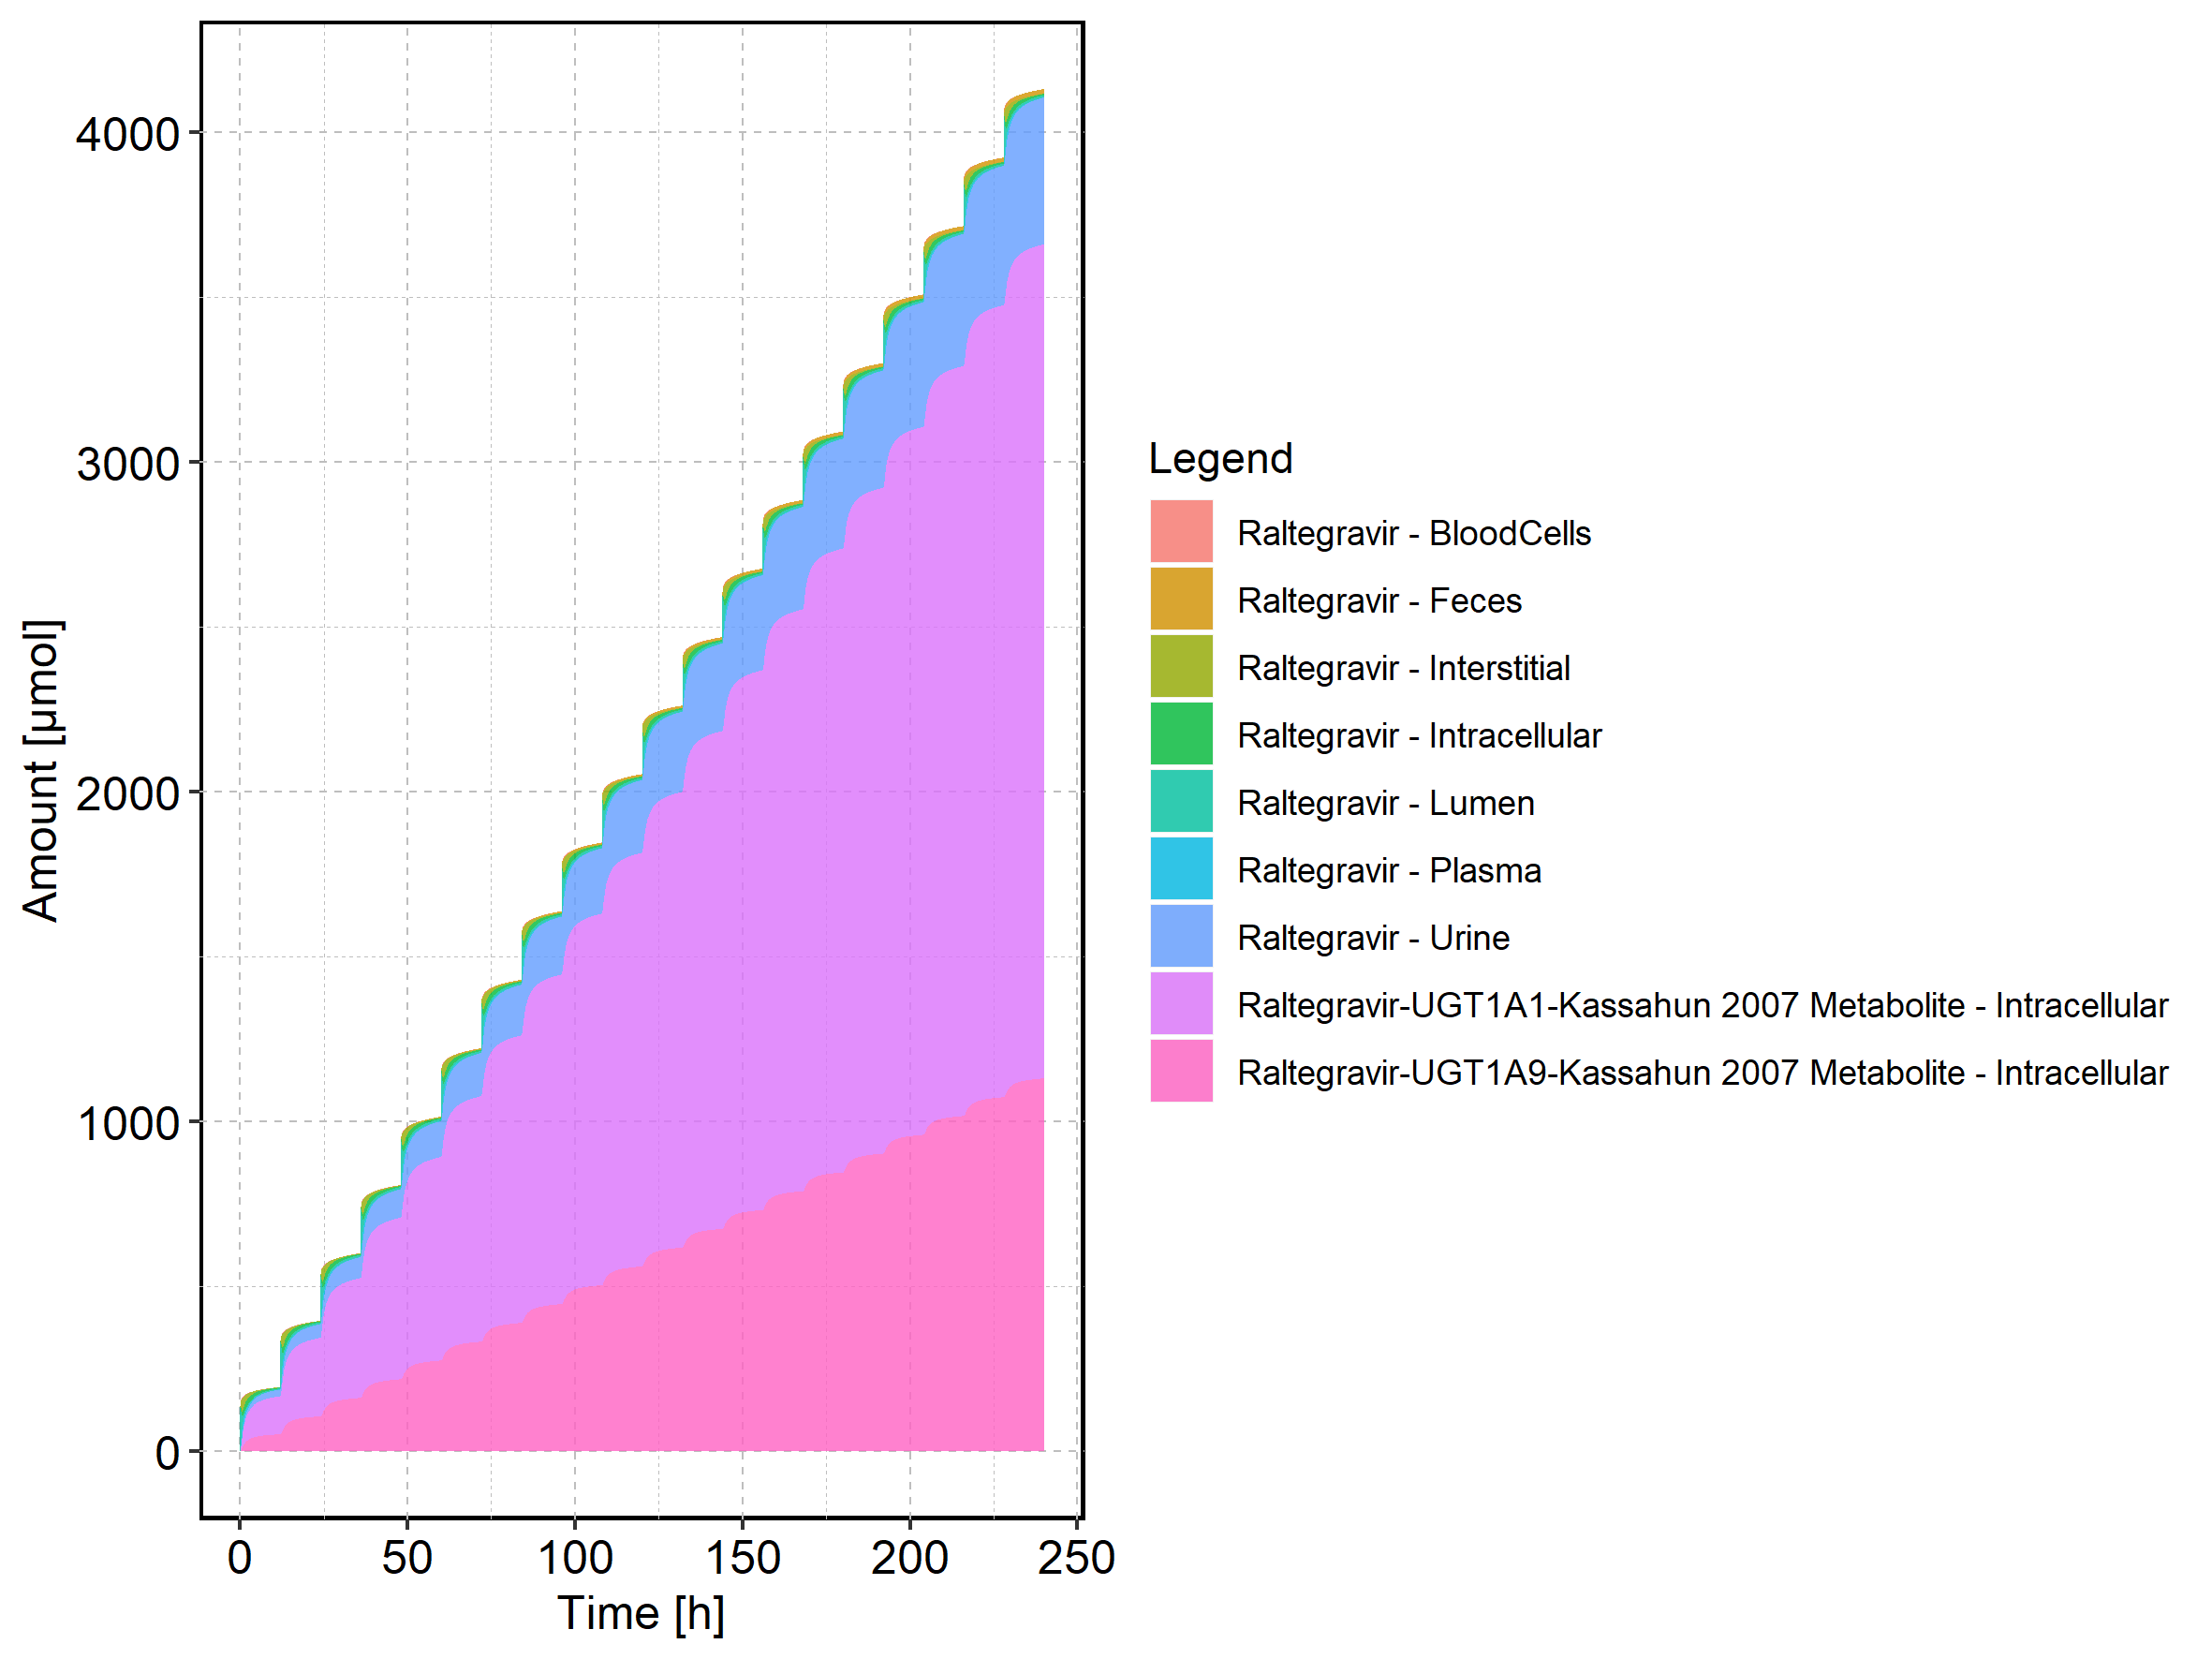 4000
3000
2000
1000
0
Amount [µmol]
0 50 100 150 200 250
Time [h]
Legend
Raltegravir - BloodCells
Raltegravir - Feces
Raltegravir - Interstitial
Raltegravir - Intracellular
Raltegravir - Lumen
Raltegravir - Plasma
Raltegravir - Urine
Raltegravir-UGT1A1-Kassahun 2007 Metabolite - Intracellular
Raltegravir-UGT1A9-Kassahun 2007 Metabolite - Intracellular